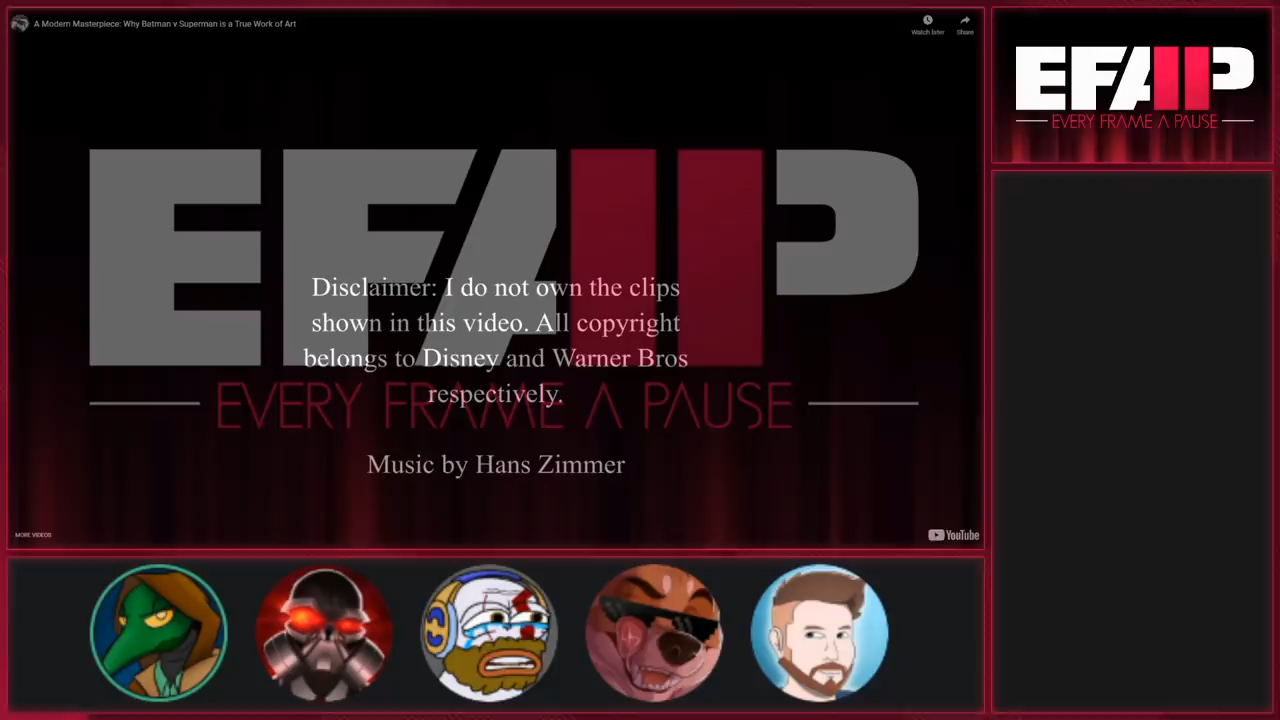 A Modern Masterpiece: Why Batman v Superman is a True Work of Art
Watch later
Share
EFAP
EVERY FRAME A PAUSE
Disclaimer: I do not own the clips
shown in this video. All copyright
belongs to Disney and Warner Bros
respectively.
Music by Hans Zimmer
MORE VIDEOS
YouTube
EFAP
EVERY FRAME A PAUSE